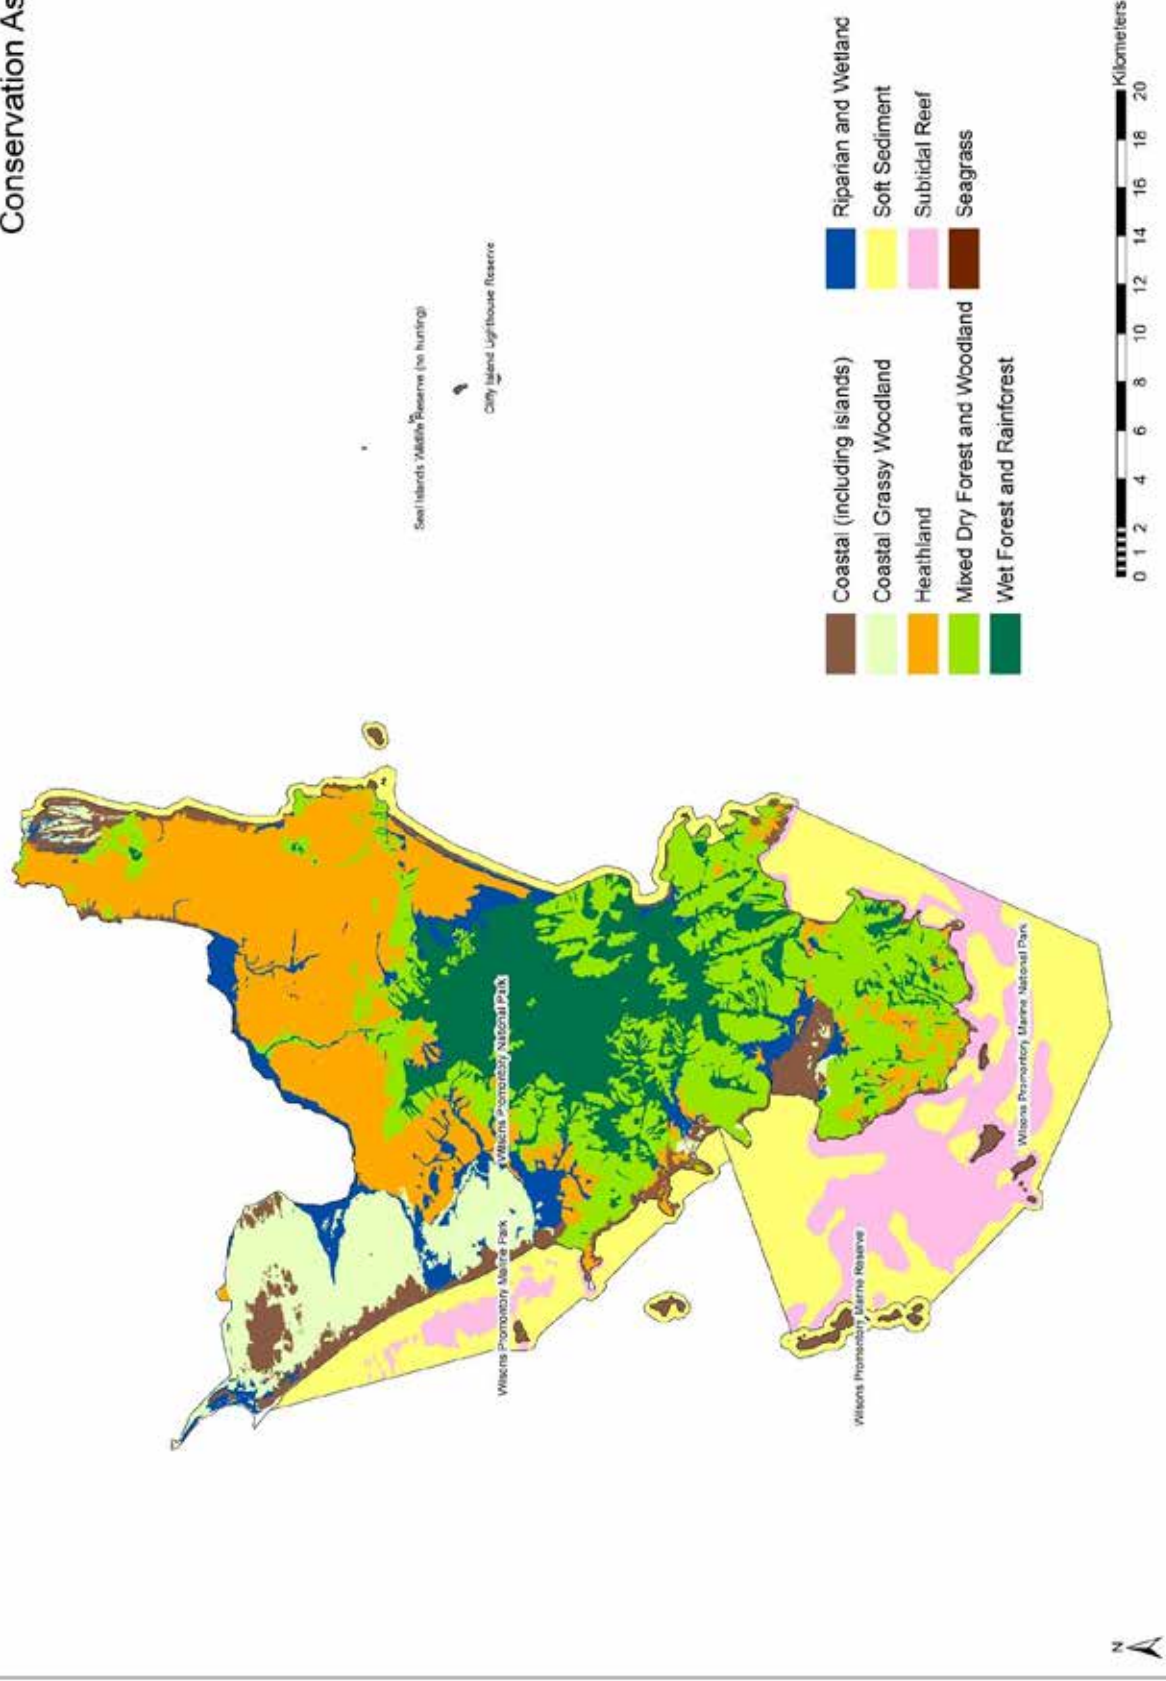 Conservation As
Seal Islands Wildlife Reserve (no hunting)
Cliffy Island Lighthouse Reserve
Wilsons Promontory National Park
Wilsons Promontory Marine Park
Wilsons Promontory Marine National Park
Wilsons Promontory Marine Reserve
Coastal (including islands)
Coastal Grassy Woodland
Heathland
Mixed Dry Forest and Woodland
Wet Forest and Rainforest
Riparian and Wetland
Soft Sediment
Subtidal Reef
Seagrass
0 1 2 4 6 8 10 12 14 16 18 20
Kilometers
N